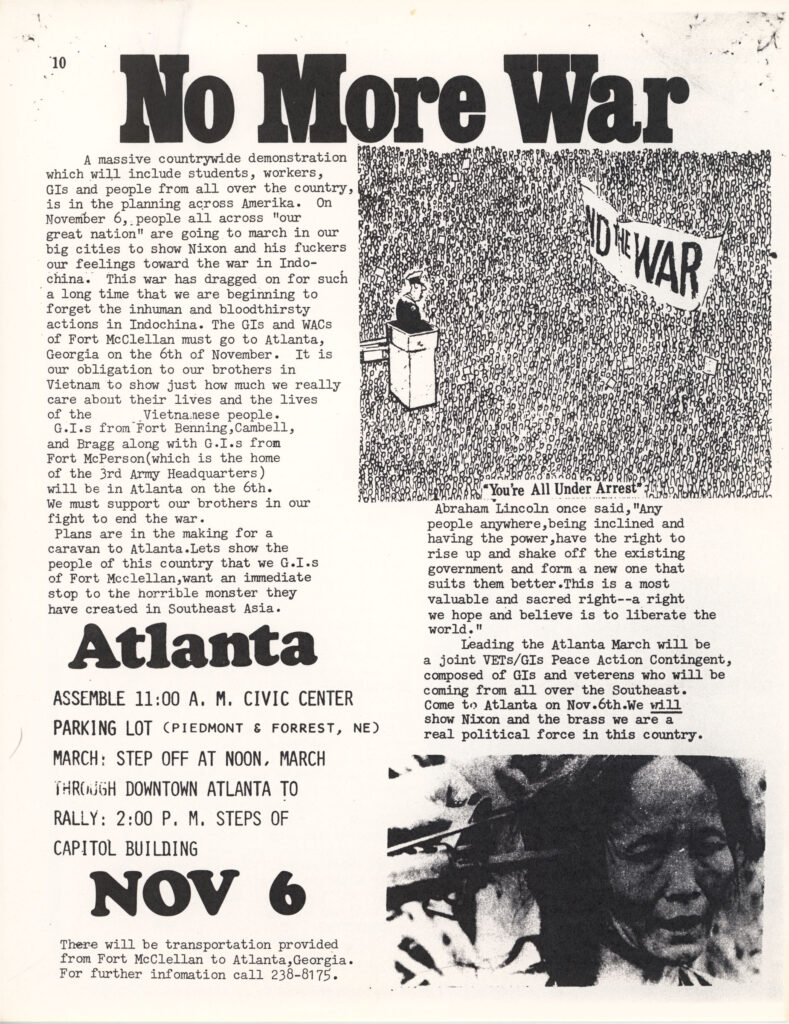 10
No More War
A massive countrywide demonstration
which will include students, workers,
GIs and people from all over the country,
is in the planning across Amerika. On
November 6, people all across "our
great nation" are going to march in our
big cities to show Nixon and his fuckers
our feelings toward the war in Indo-
china. This war has dragged on for such
a long time that we are beginning to
forget the inhuman and bloodthirsty
actions in Indochina. The GIs and WACs
of Fort McClellan must go to Atlanta,
Georgia on the 6th of November. It is
our obligation to our brothers in
Vietnam to show just how much we really
care about their lives and the lives
of the Vietnamese people.
G.I.s from Fort Benning,Cambell,
and Bragg along with G.I.s from
Fort McPerson(which is the home
of the 3rd Army Headquarters)
will be in Atlanta on the 6th.
We must support our brothers in our
fight to end the war.
Plans are in the making for a
caravan to Atlanta.Lets show the
people of this country that we G.I.s
of Fort Mcclellan,want an immediate
stop to the horrible monster they
have created in Southeast Asia.
Atlanta
ASSEMBLE 11:00 A. M. CIVIC CENTER
PARKING LOT (PIEDMONT & FORREST, NE)
MARCH: STEP OFF AT NOON. MARCH
THROUGH DOWNTOWN ATLANTA TO
RALLY: 2:00 P. M. STEPS OF
CAPITOL BUILDING
NOV 6
There will be transportation provided
from Fort McClellan to Atlanta,Georgia.
For further infomation call 238-8175.
ND THE WAR
"You're All Under Arrest"
Abraham Lincoln once said,"Any
people anywhere,being inclined and
having the power,have the right to
rise up and shake off the existing
government and form a new one that
suits them better.This is a most
valuable and sacred right--a right
we hope and believe is to liberate the
world."
Leading the Atlanta March will be
a joint VETs/GIs Peace Action Contingent,
composed of GIs and veterens who will be
coming from all over the Southeast.
Come to Atlanta on Nov.6th.We will
show Nixon and the brass we are a
real political force in this country.